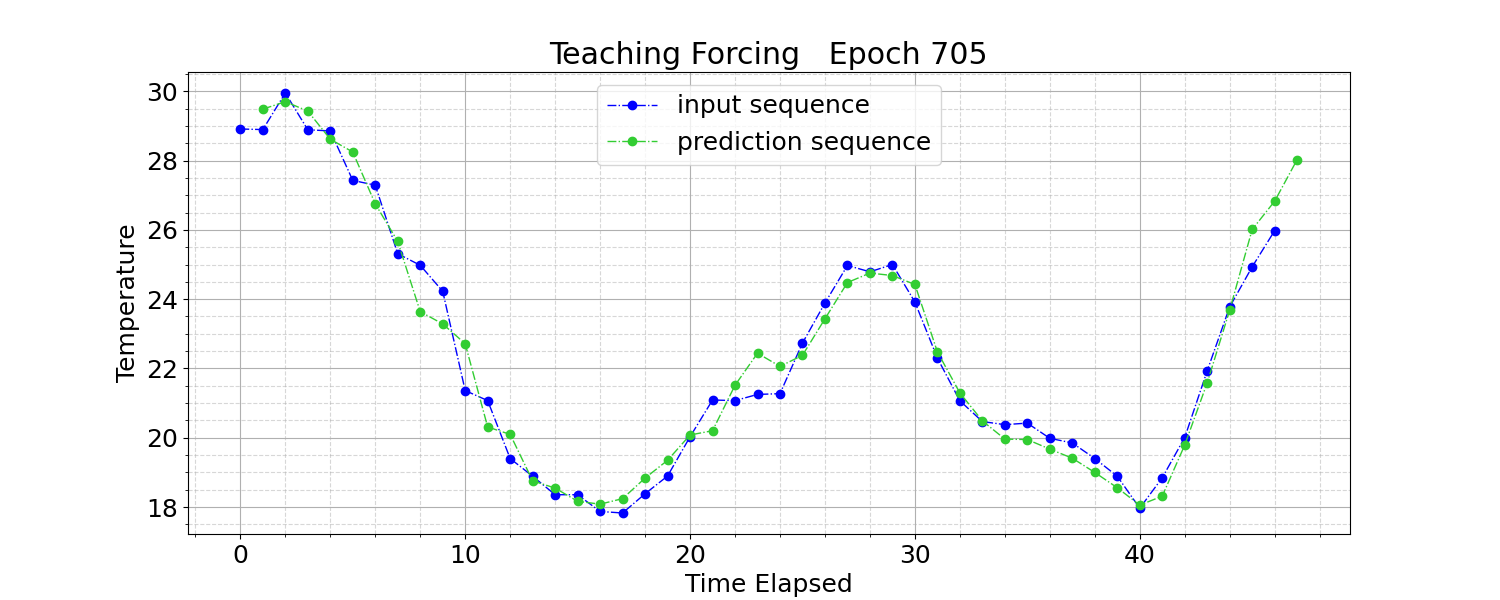 Teaching Forcing   Epoch 705
input sequence
prediction sequence
Temperature
30
28
26
24
22
20
18
0 10 20 30 40
Time Elapsed